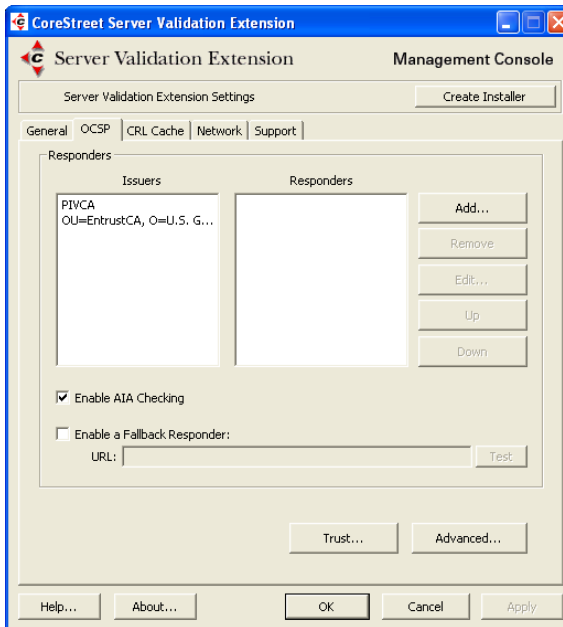 CoreStreet Server Validation Extension
Server Validation Extension Management Console
Server Validation Extension Settings Create Installer
General OCSP CRL Cache Network Support
Responders
Issuers Responders
PIVCA
OU=EntrustCA, O=U.S. G...
Add...
Remove
Edit...
Up
Down
Enable AIA Checking
Enable a Fallback Responder:
URL: Test
Trust... Advanced...
Help... About... OK Cancel Apply